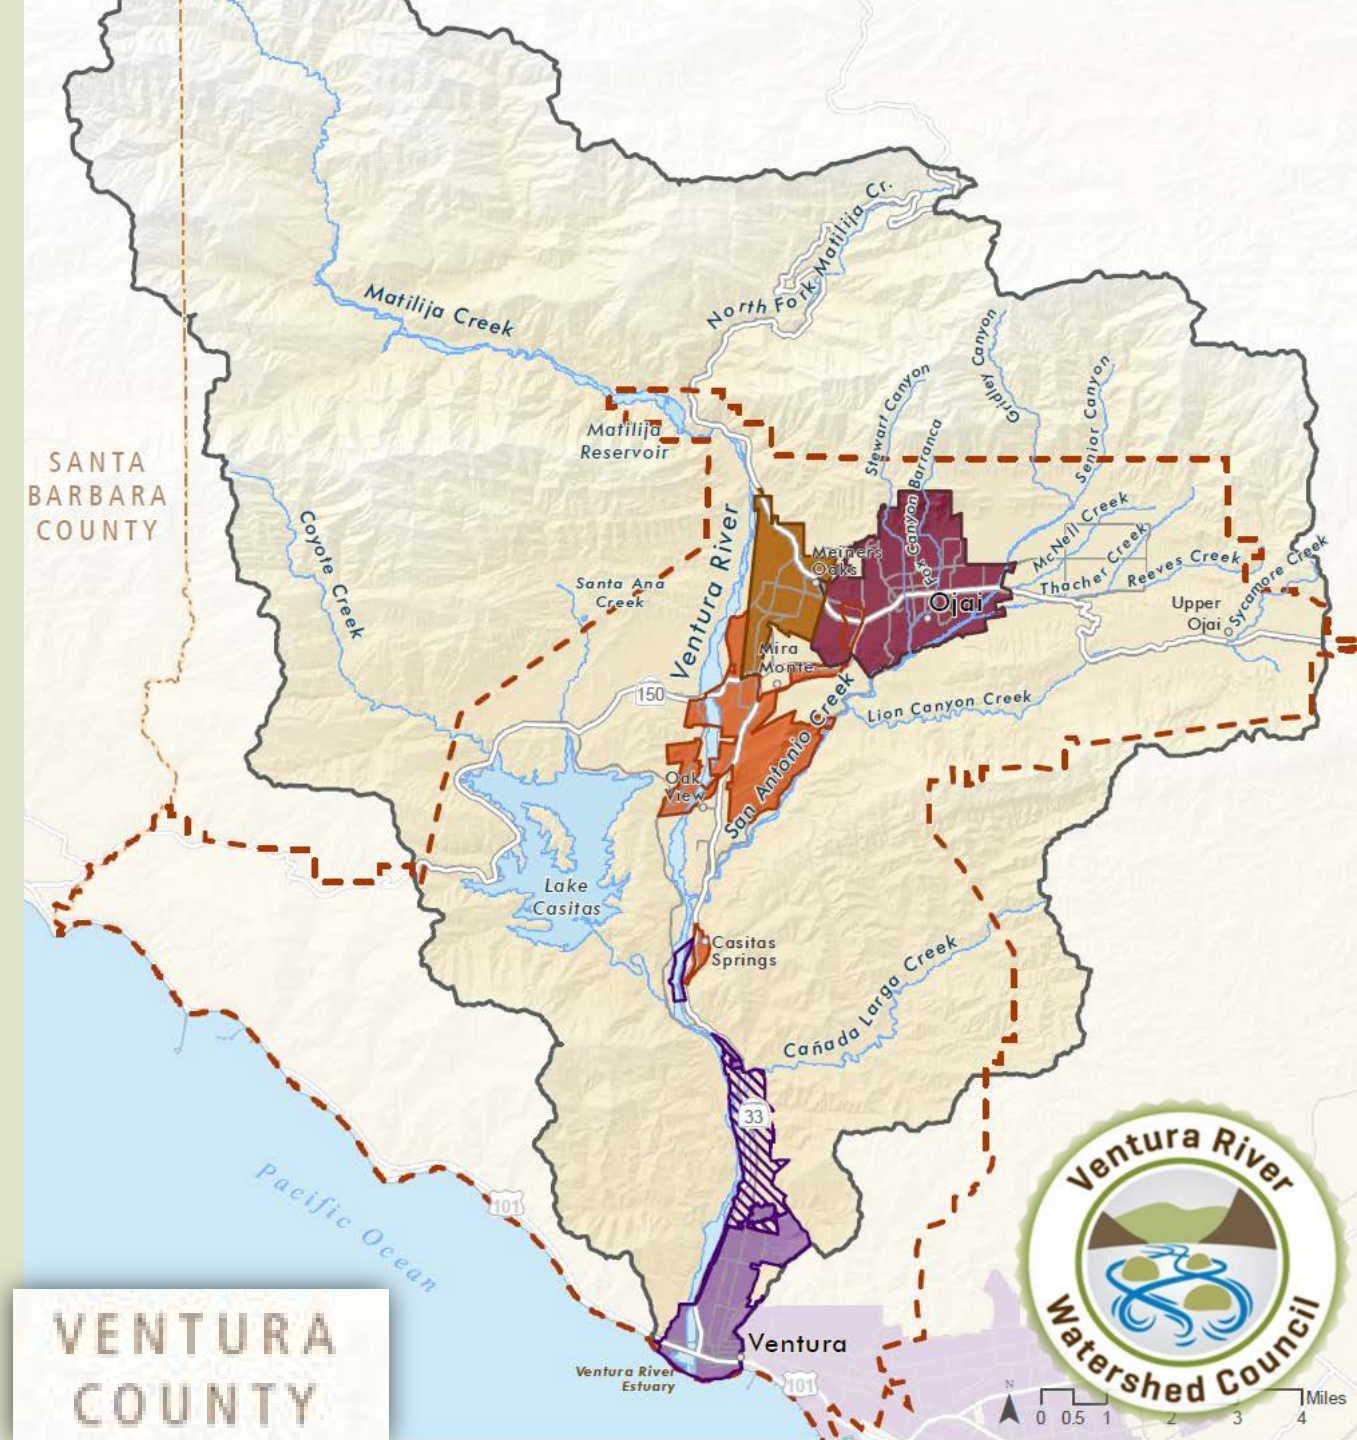 North Fork Matilija Cr.
Matilija Creek
Gridley Canyon
Stewart Canyon
Senior Canyon
Fox Canyon Barranca
Matilija
Reservoir
SANTA
BARBARA
COUNTY
Coyote Creek
Ventura River
McNell Creek
Thacher Creek
Reeves Creek
Sycamore Creek
Meiners
Oaks
Santa Ana
Creek
Ojai
Upper
Ojai
Mira
Monte
150
Lion Canyon Creek
San Antonio Creek
Oak
View
Lake
Casitas
Casitas
Springs
Cañada Larga Creek
33
Pacific Ocean
101
Ventura River
Watershed Council
VENTURA
COUNTY
Ventura
Ventura River
Estuary
101
N
Miles
0 0.5 1 2 3 4